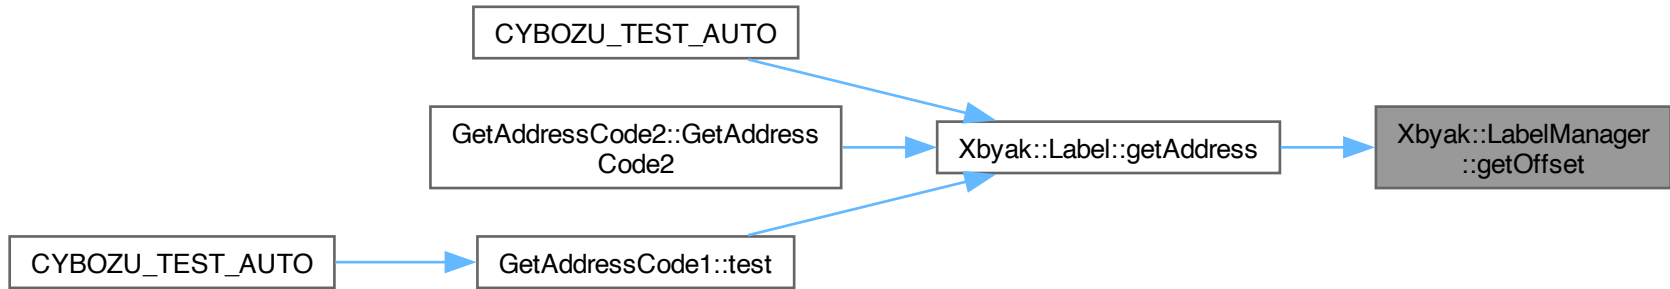 CYBOZU_TEST_AUTO
GetAddressCode2::GetAddress
Code2
Xbyak::Label::getAddress
Xbyak::LabelManager
::getOffset
CYBOZU_TEST_AUTO
GetAddressCode1::test